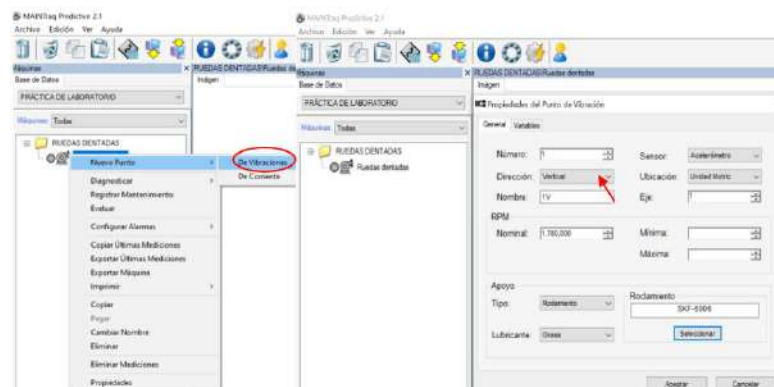 MAINTraq Predictive 2.1
Archivo Edición Ver Ayuda
Máquinas
RUEDAS DENTADAS\Ruedas de
Base de Datos
Imágen
PRÁCTICA DE LABORATORIO
Máquinas: Todas
RUEDAS DENTADAS
Nuevo Punto
De Vibraciones
De Corriente
Diagnosticar
Registrar Mantenimiento
Evaluar
Configurar Alarmas
Copiar Últimas Mediciones
Exportar Últimas Mediciones
Exportar Máquina
Imprimir
Copiar
Pegar
Cambiar Nombre
Eliminar
Eliminar Mediciones
Propiedades
MAINTraq Predictive 2.1
Archivo Edición Ver Ayuda
Máquinas
RUEDAS DENTADAS\Ruedas dentadas
Base de Datos
Imágen
PRÁCTICA DE LABORATORIO
Máquinas: Todas
RUEDAS DENTADAS
Ruedas dentadas
Propiedades del Punto de Vibración
General Variables
Número: 1 Sensor: Acelerómetro
Dirección: Vertical Ubicación: Unidad Motriz
Nombre: 1V Eje: 1
RPM
Nominal: 1.780,000 Mínima:
Máxima:
Apoyo
Tipo: Rodamiento Rodamiento
SKF-6006
Lubricante: Grasa Seleccionar
Aceptar Cancelar